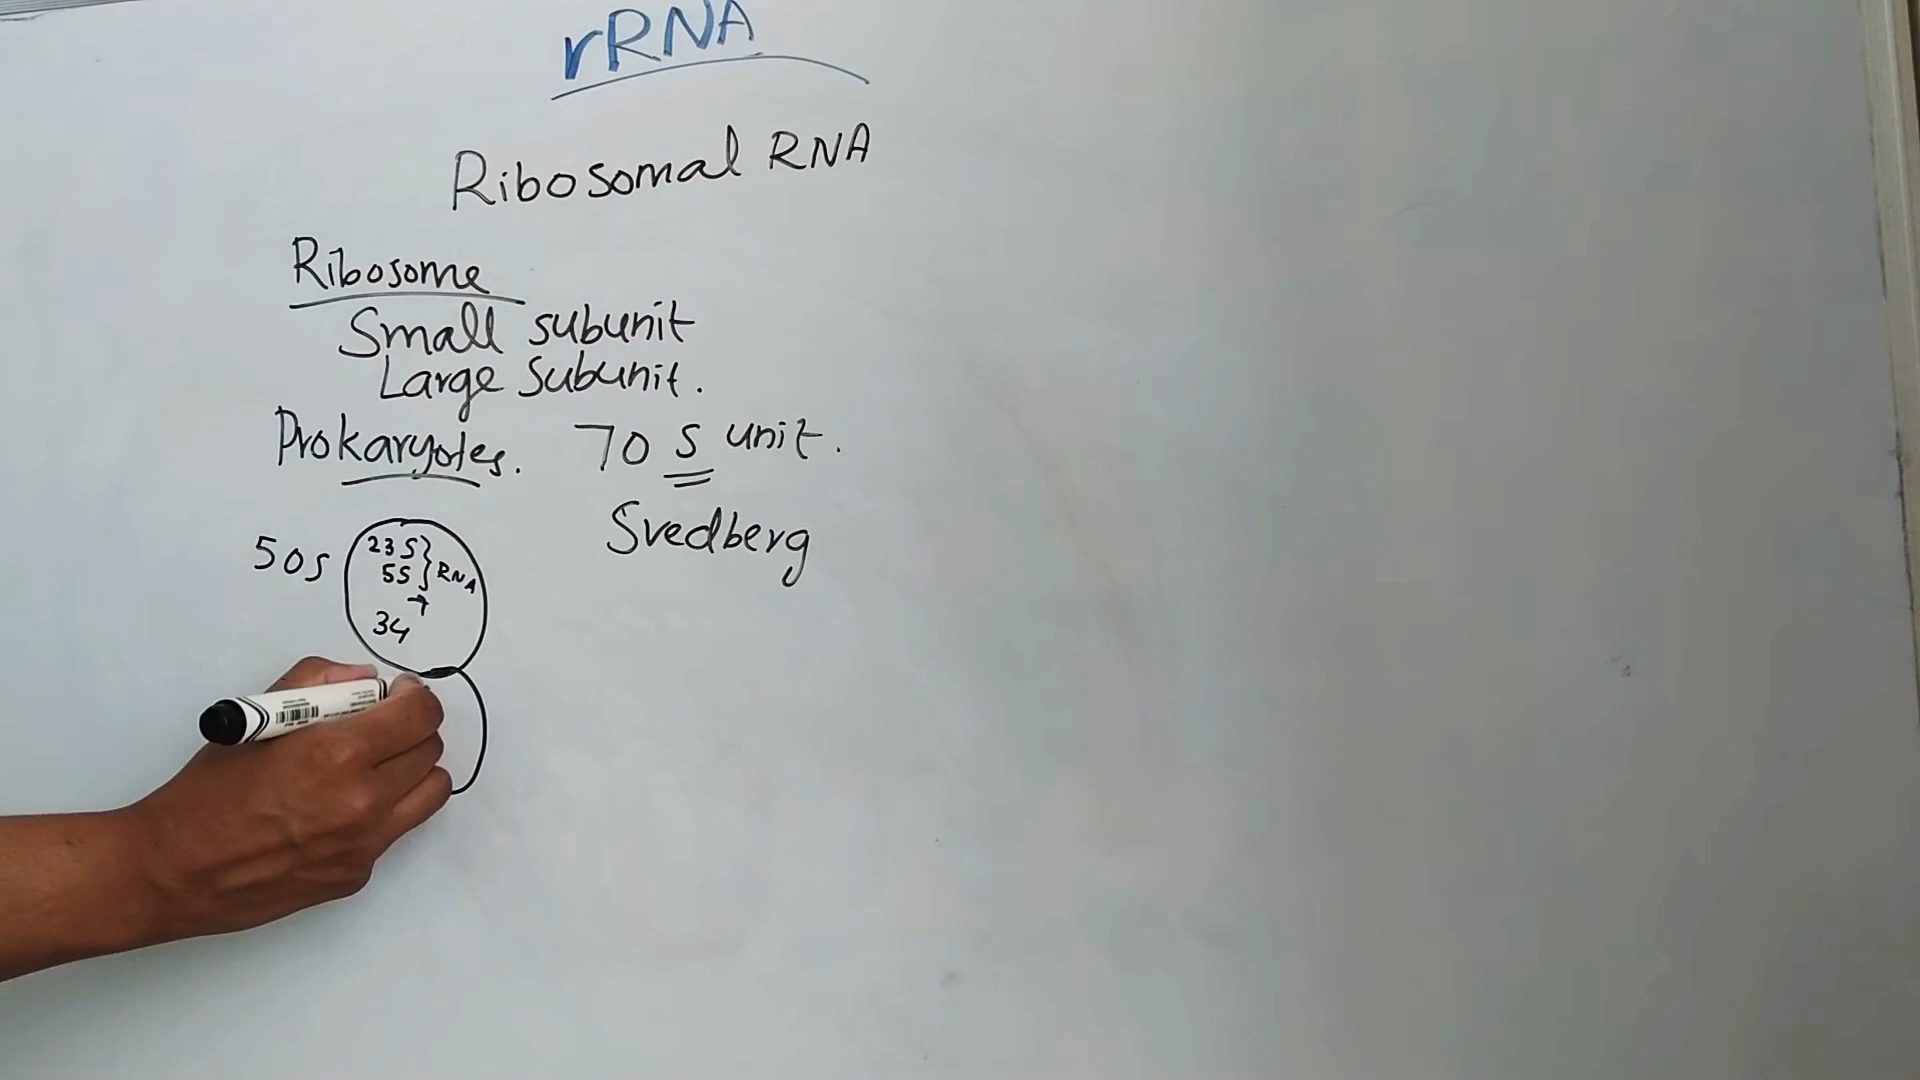 rRNA
Ribosomal RNA
Ribosome
Small subunit
Large subunit.
Prokaryotes. 70 S unit.
Svedberg
50S
23 S } RNA
5S
34